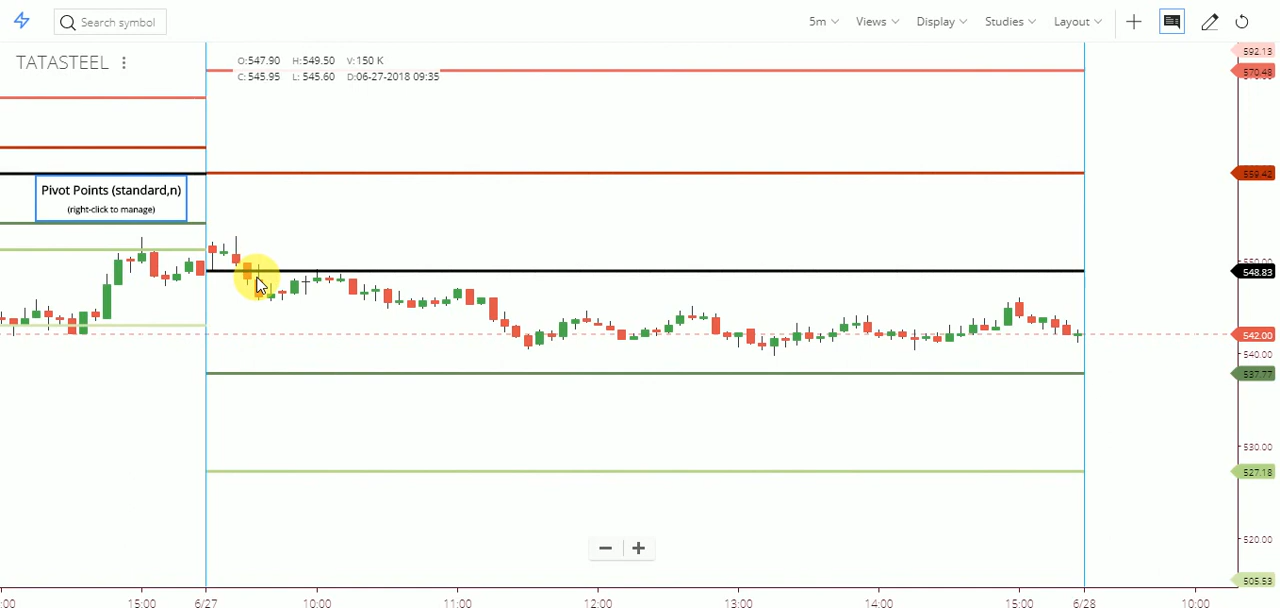 Search symbol
5m Views Display Studies Layout
TATASTEEL
O:547.90 H:549.50 V:150 K
C:545.95 L: 545.60 D:06-27-2018 09:35
Pivot Points (standard,n)
(right-click to manage)
592.13
570.48
559.42
548.83
542.00
540.00
537.77
530.00
527.18
520.00
505.53
:00 15:00 6/27 10:00 11:00 12:00 13:00 14:00 15:00 6/28 10:00